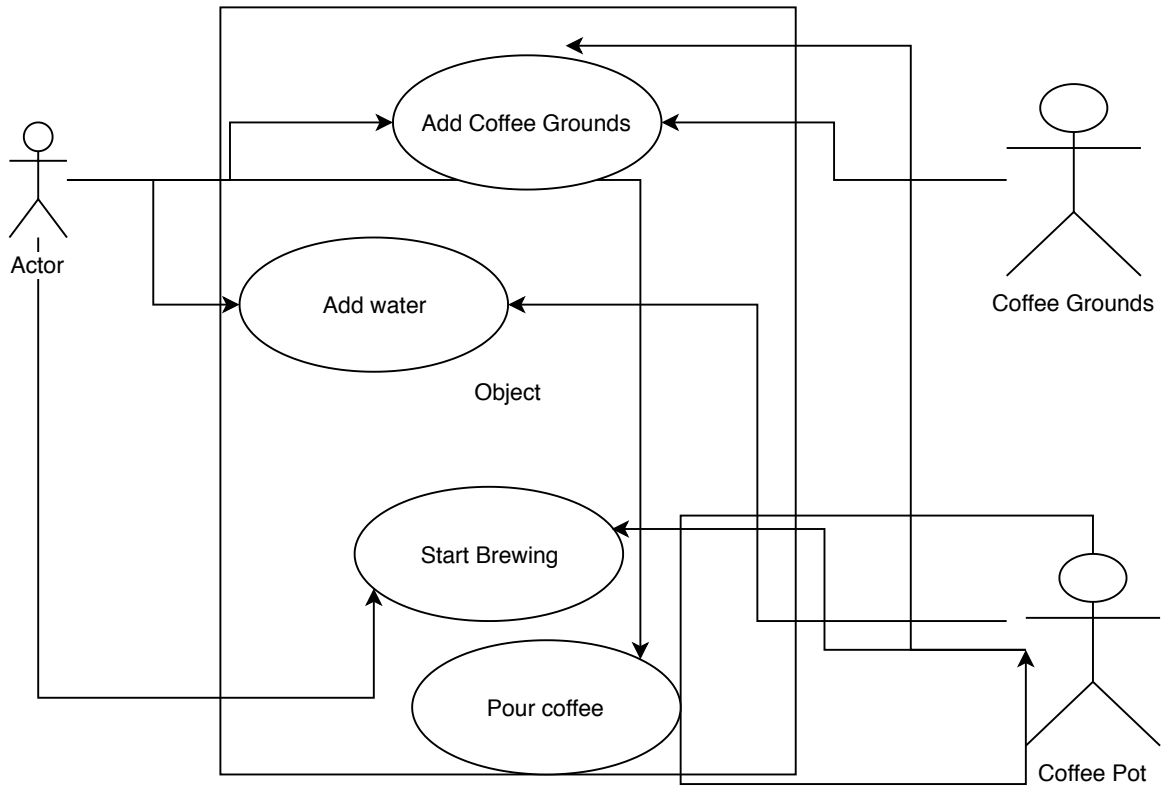 Add Coffee Grounds
Actor
Add water
Coffee Grounds
Object
Start Brewing
Pour coffee
Coffee Pot